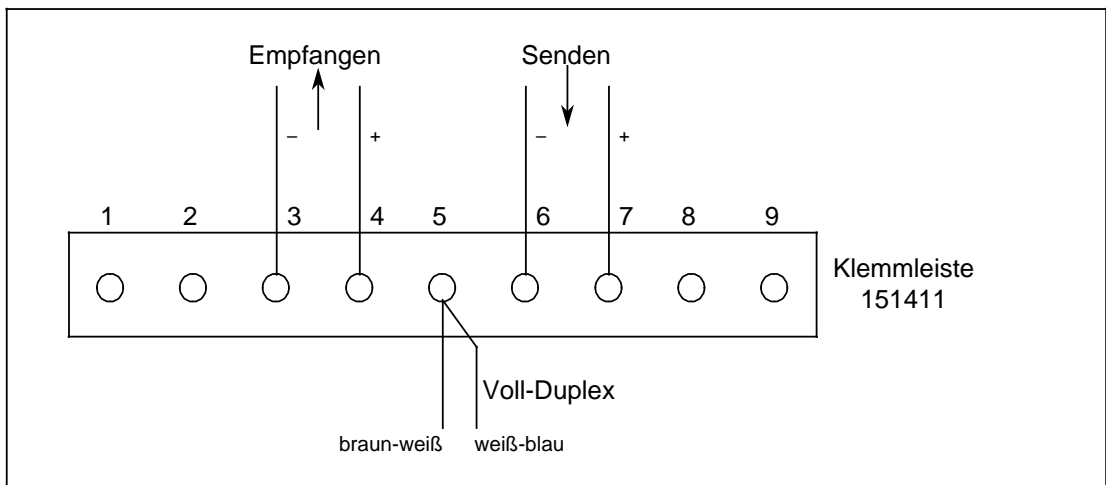 Empfangen Senden
– + – +
1 2 3 4 5 6 7 8 9
Klemmleiste
151411
Voll-Duplex
braun-weiß weiß-blau